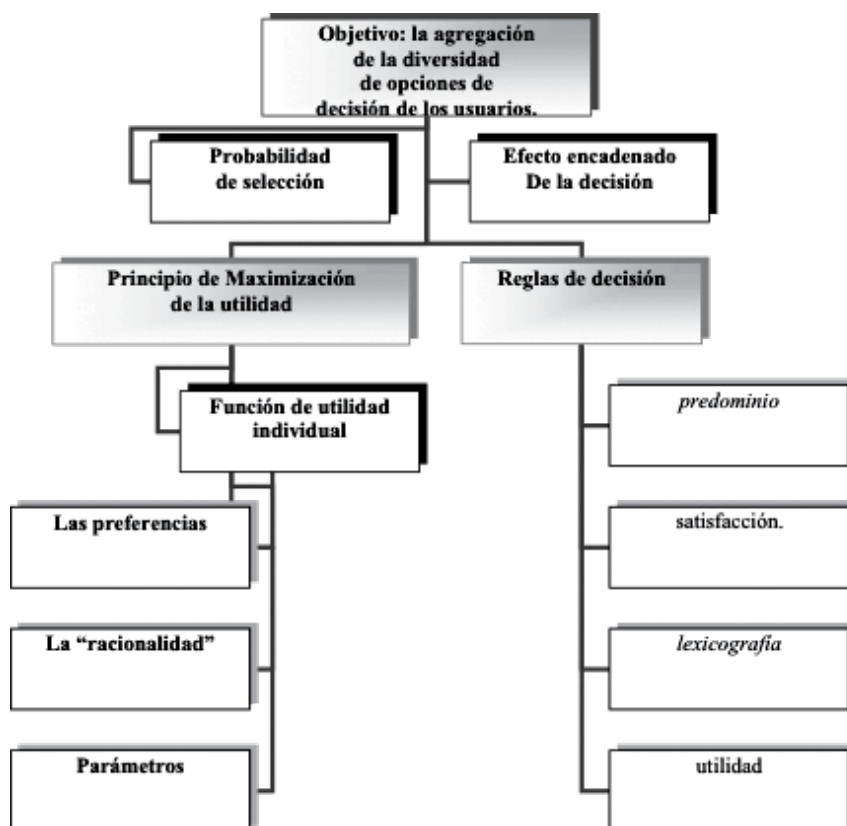 Objetivo: la agregación
de la diversidad
de opciones de
decisión de los usuarios.
Probabilidad
de selección
Efecto encadenado
De la decisión
Principio de Maximización
de la utilidad
Reglas de decisión
Función de utilidad
individual
predominio
Las preferencias
satisfacción.
La “racionalidad”
lexicografía
Parámetros
utilidad